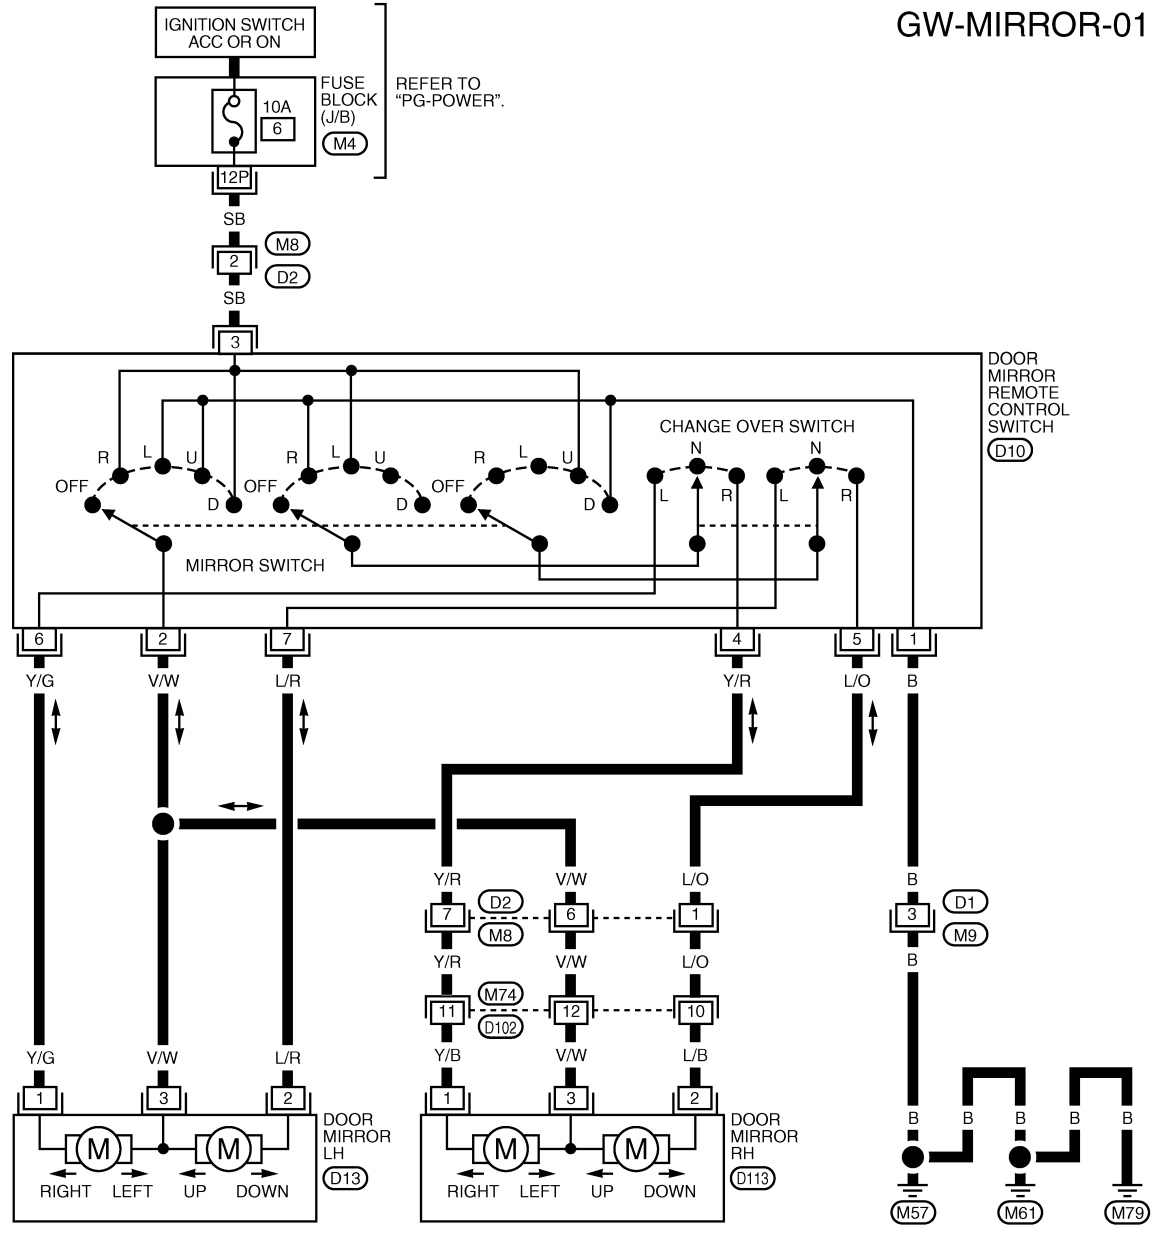 GW-MIRROR-01
IGNITION SWITCH
ACC OR ON
FUSE
BLOCK
(J/B)
M4
REFER TO
“PG-POWER”.
10A
6
12P
SB
M8
2
D2
SB
3
DOOR
MIRROR
REMOTE
CONTROL
SWITCH
D10
CHANGE OVER SWITCH
OFF R L U D
OFF R L U D
OFF R L U D
L N R
L N R
MIRROR SWITCH
6 2 7 4 5 1
Y/G V/W L/R Y/R L/O B
Y/R V/W L/O B
7 D2 6 1 3 D1
M8 M9
Y/R V/W L/O B
11 M74 12 10
D102
Y/G V/W L/R Y/B V/W L/B
1 3 2 1 3 2
B B B B B
M M
DOOR
MIRROR
LH
D13
RIGHT LEFT UP DOWN
M M
DOOR
MIRROR
RH
D113
RIGHT LEFT UP DOWN
M57 M61 M79